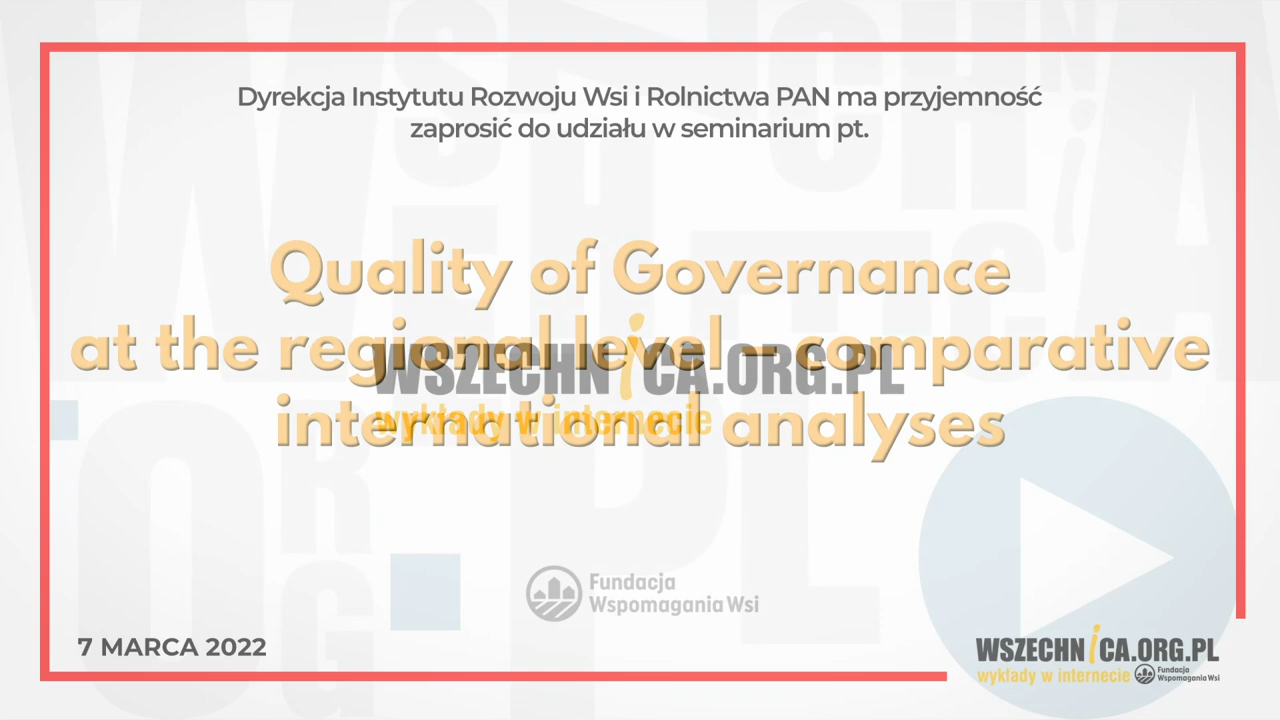 Dyrekcja Instytutu Rozwoju Wsi i Rolnictwa PAN ma przyjemność
zaprosić do udziału w seminarium pt.
Quality of Governance
at the regional level – comparative
international analyses
WSZECHNiCA.ORG.PL
wykłady w internecie
Fundacja
Wspomagania Wsi
7 MARCA 2022
WSZECHNiCA.ORG.PL
wykłady w internecie
Fundacja
Wspomagania Wsi